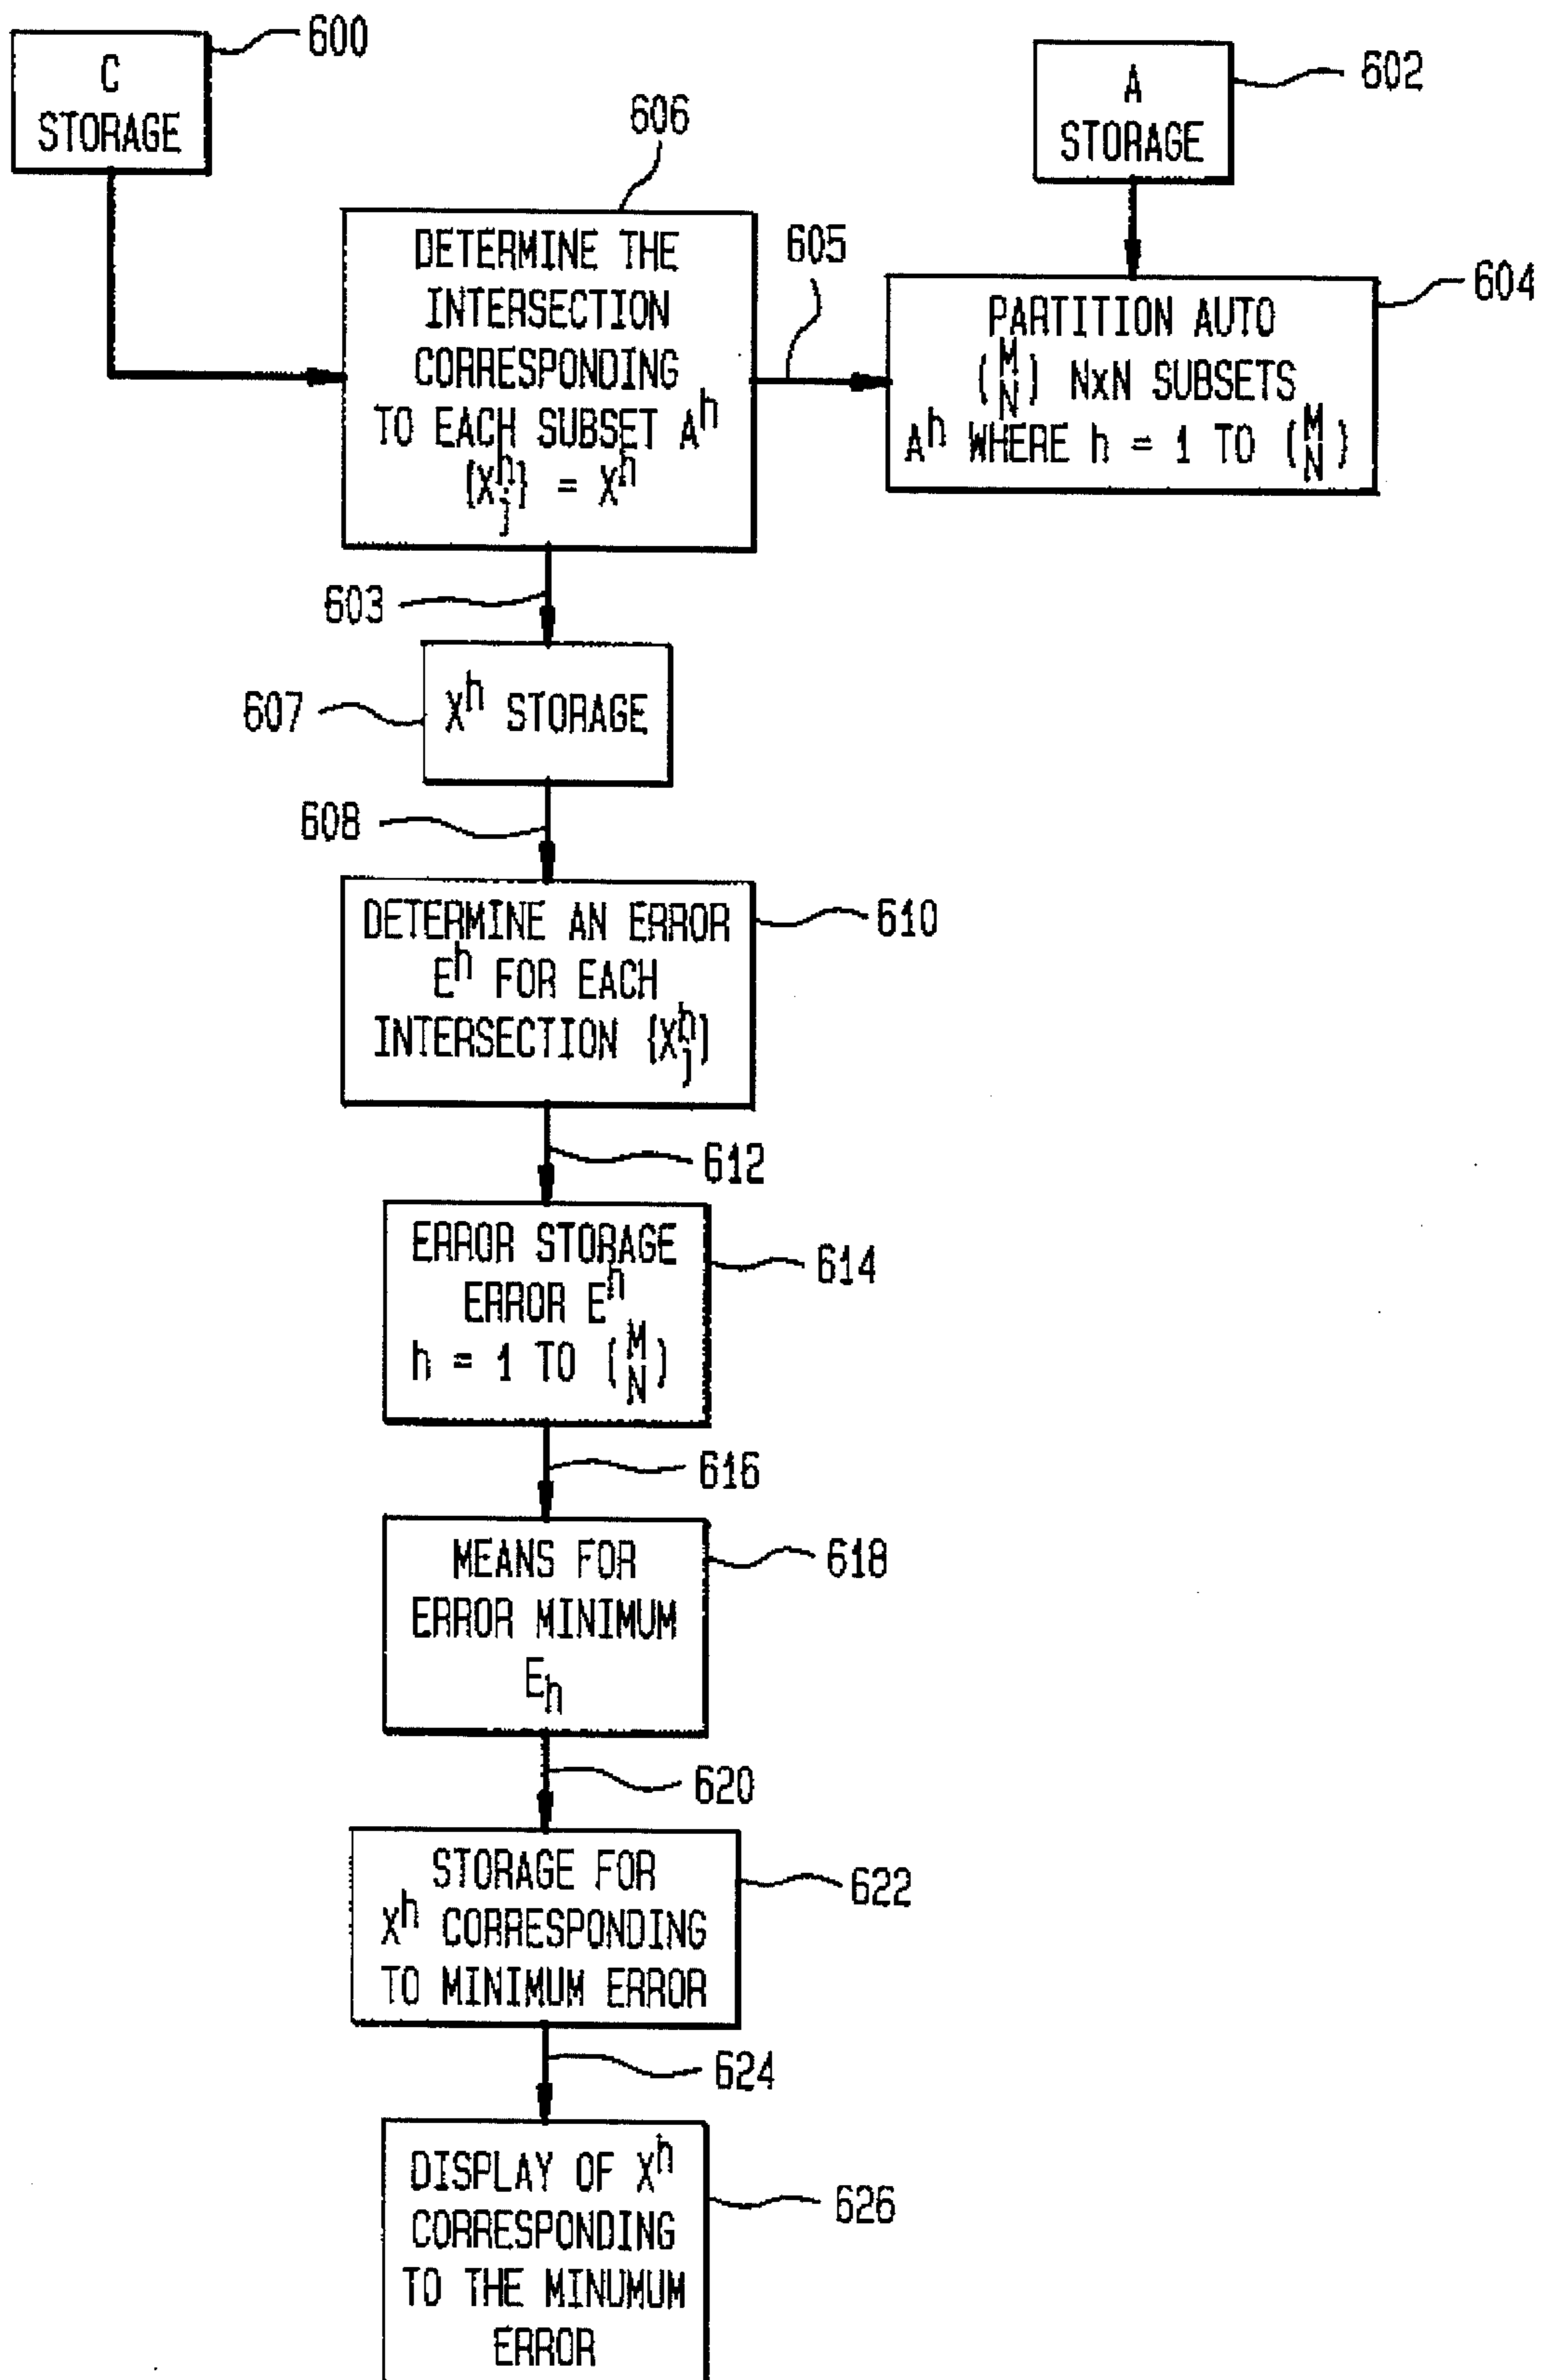 600
C
STORAGE
602
A
STORAGE
606
DETERMINE THE
INTERSECTION
CORRESPONDING
TO EACH SUBSET A^h
{X^h_j} = X^h
605
604
PARTITION AUTO
(M N) NxN SUBSETS
A^h WHERE h = 1 TO (M N)
603
607
X^h STORAGE
608
610
DETERMINE AN ERROR
E^h FOR EACH
INTERSECTION {X^h_j}
612
614
ERROR STORAGE
ERROR E^h
h = 1 TO (M N)
616
618
MEANS FOR
ERROR MINIMUM
E_h
620
622
STORAGE FOR
X^h CORRESPONDING
TO MINIMUM ERROR
624
626
DISPLAY OF X^h
CORRESPONDING
TO THE MINUMUM
ERROR